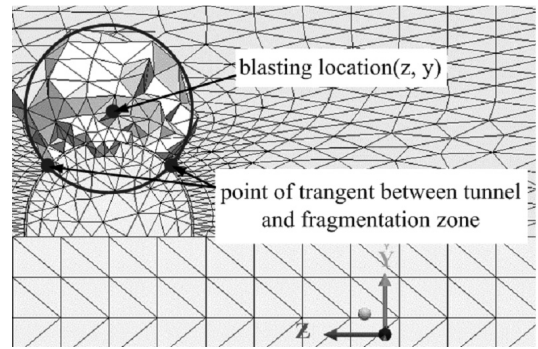 blasting location(z, y)
point of trangent between tunnel
and fragmentation zone
Y
Z